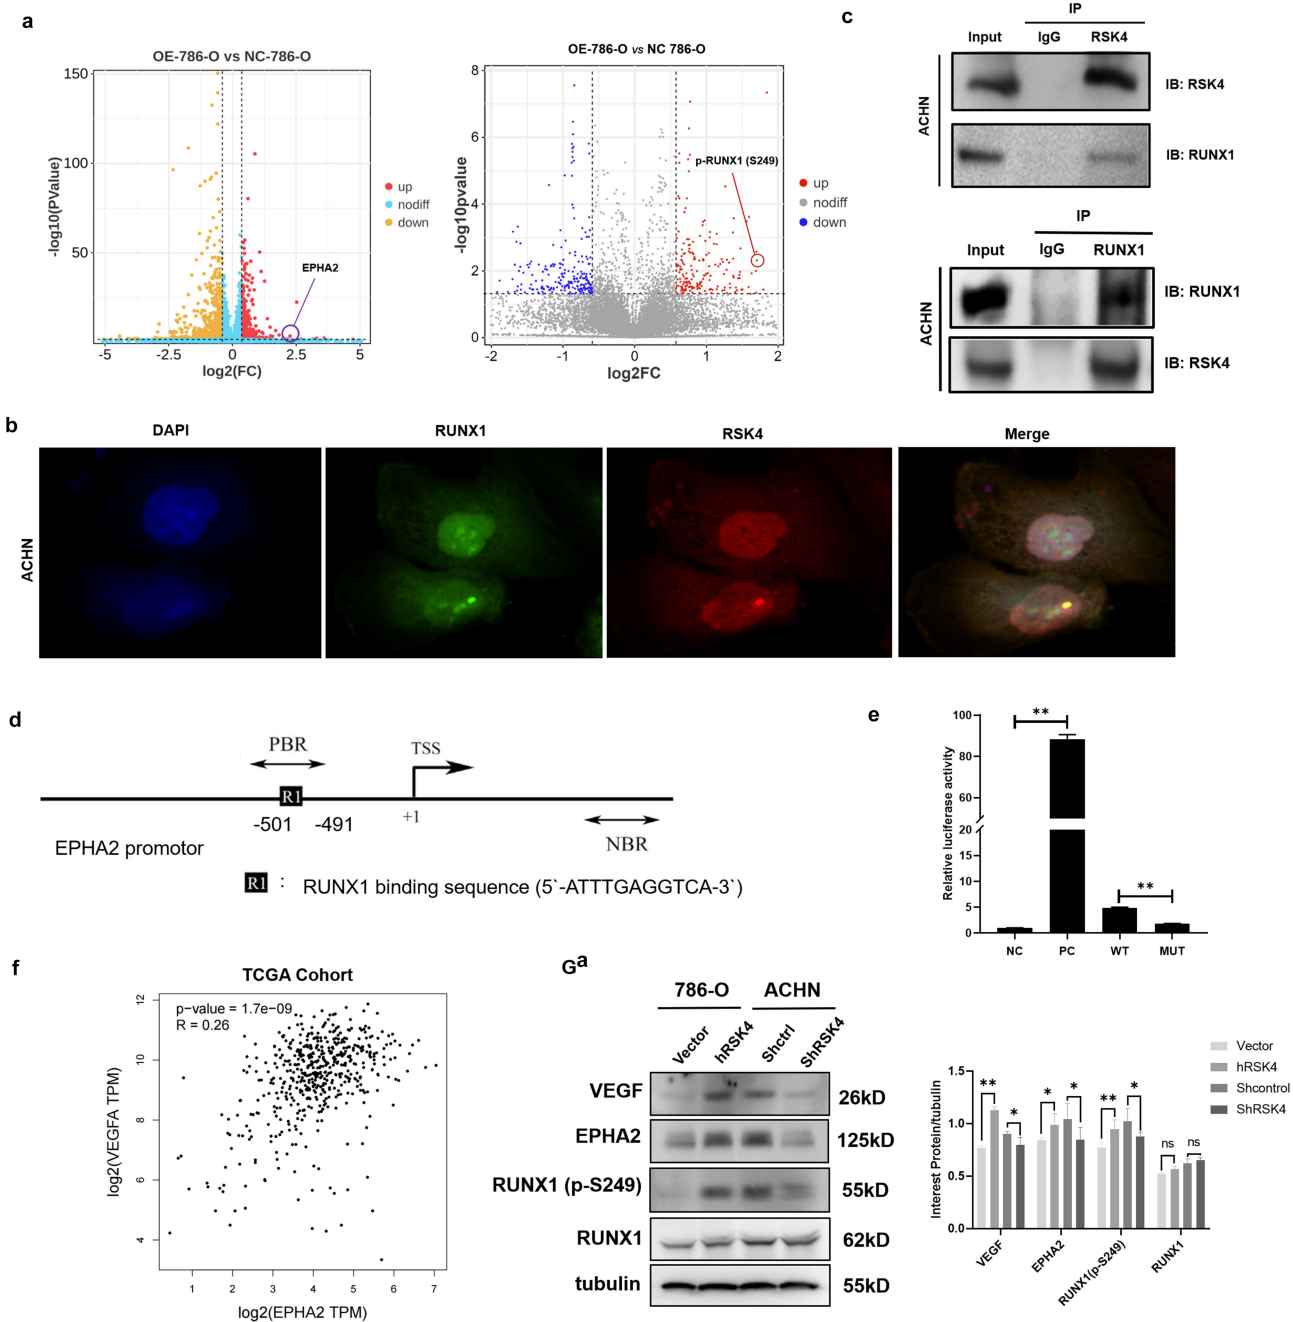 a
OE-786-O vs NC-786-O
-log10(PValue)
150
100
50
-5
-2.5
0
2.5
5
log2(FC)
EPHA2
up
nodiff
down
OE-786-O vs NC 786-O
-log10pvalue
8
6
4
2
0
-2
-1
0
1
2
log2FC
p-RUNX1 (S249)
up
nodiff
down
c
IP
Input IgG RSK4
ACHN
IB: RSK4
IB: RUNX1
IP
Input IgG RUNX1
ACHN
IB: RUNX1
IB: RSK4
b
DAPI RUNX1 RSK4 Merge
ACHN
d
PBR
TSS
R1
-501 -491
+1
NBR
EPHA2 promotor
R1 : RUNX1 binding sequence (5`-ATTTGAGGTCA-3`)
e
Relative luciferase activity
100
80
60
20
15
10
5
0
**
**
NC PC WT MUT
f
TCGA Cohort
p-value = 1.7e-09
R = 0.26
log2(VEGFA TPM)
12
10
8
6
4
1 2 3 4 5 6 7
log2(EPHA2 TPM)
Ga
786-O ACHN
Vector hRSK4 Shctrl ShRSK4
VEGF 26kD
EPHA2 125kD
RUNX1 (p-S249) 55kD
RUNX1 62kD
tubulin 55kD
Vector
hRSK4
Shcontrol
ShRSK4
Interest Protein/tubulin
1.5
1.0
0.5
0.0
** * * * ** * ns ns
VEGF EPHA2 RUNX1(p-S249) RUNX1